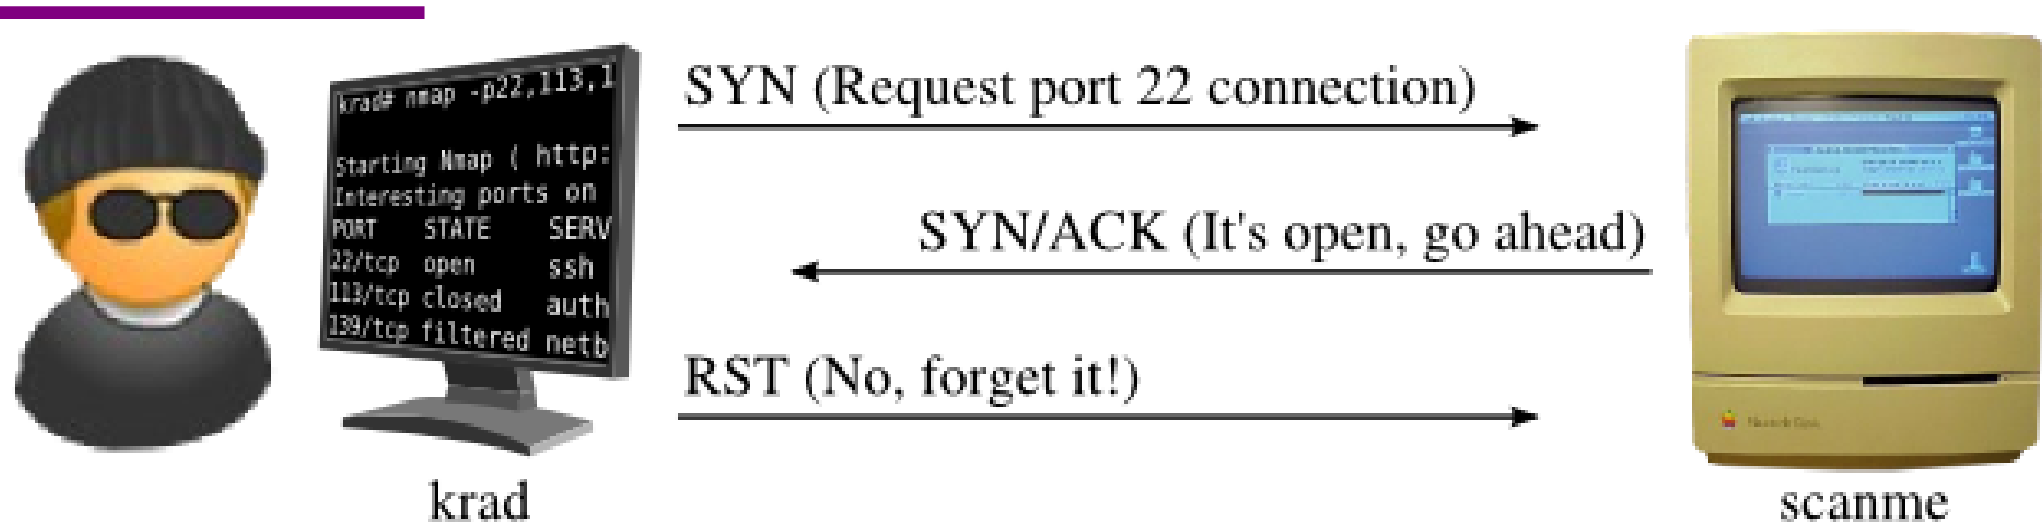 krad# nmap -p22,113,1
Starting Nmap ( http:
Interesting ports on
PORT STATE SERV
22/tcp open ssh
113/tcp closed auth
139/tcp filtered netb
SYN (Request port 22 connection)
SYN/ACK (It's open, go ahead)
RST (No, forget it!)
krad
scanme